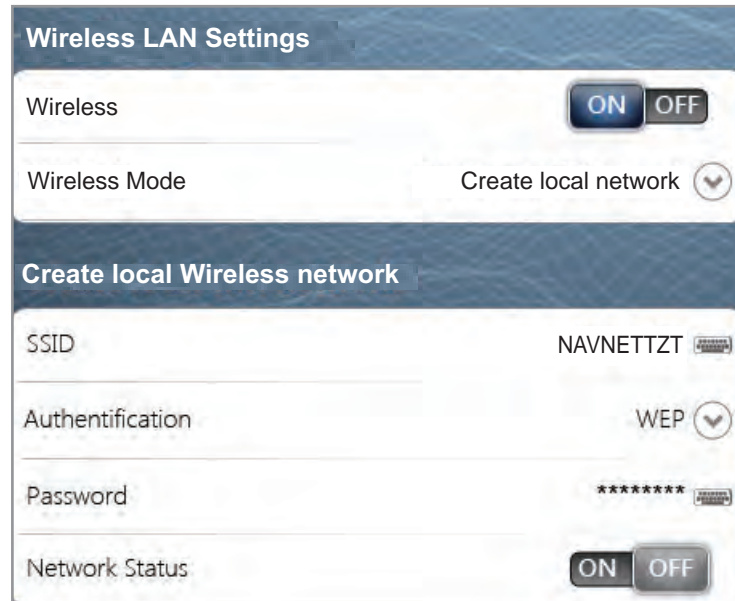 Wireless LAN Settings
Wireless ON OFF
Wireless Mode Create local network
Create local Wireless network
SSID NAVNETTZT
Authentification WEP
Password ********
Network Status ON OFF